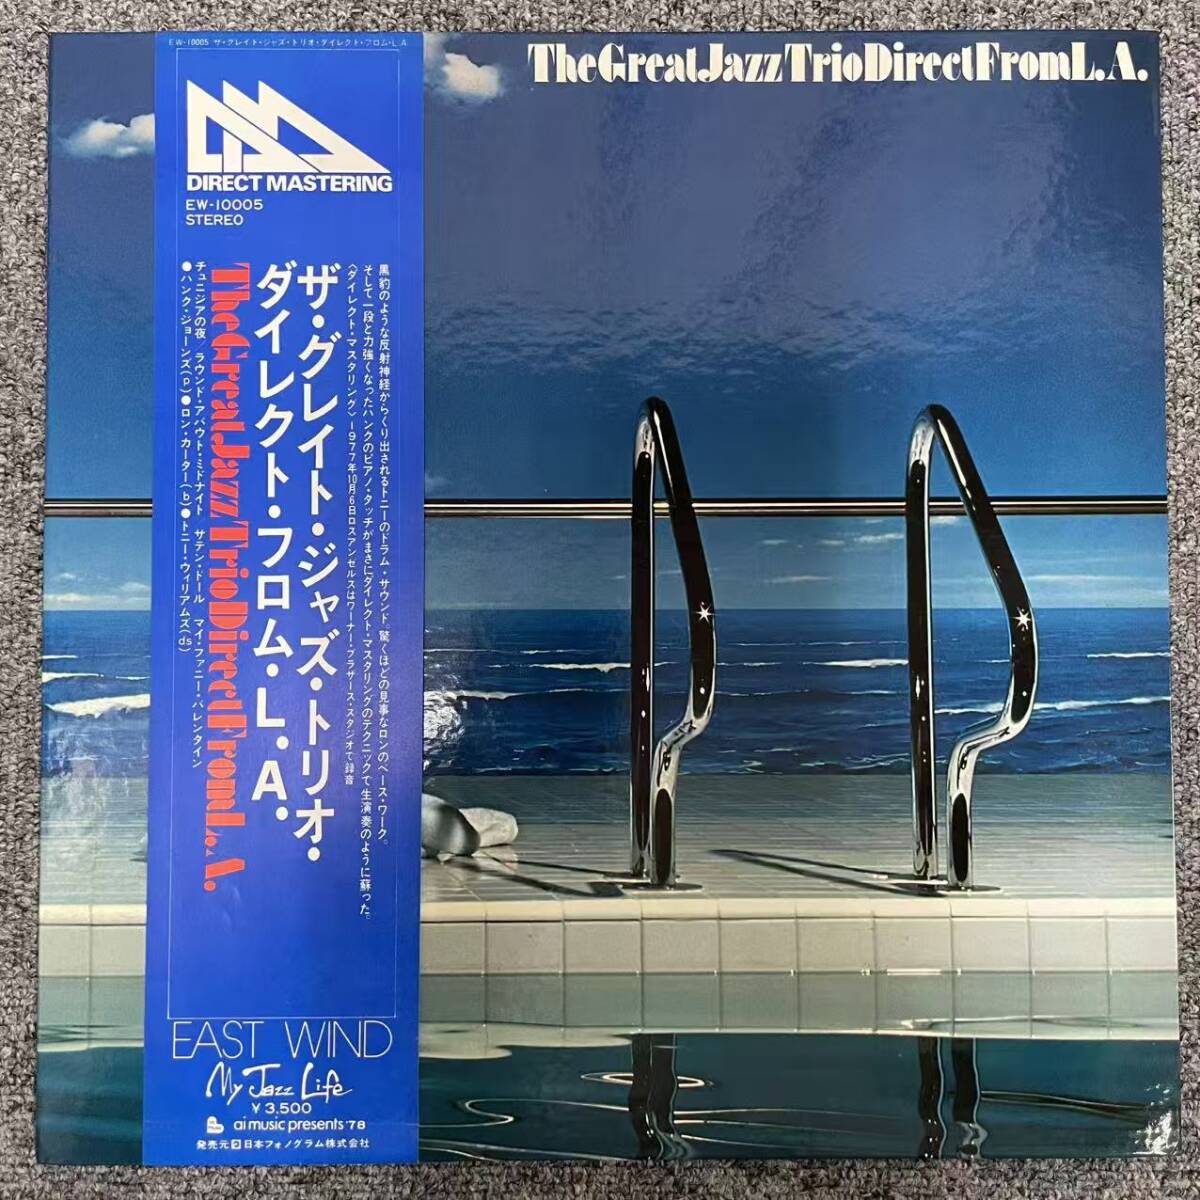 EW-10005 ザ・グレイト・ジャズ・トリオ・ダイレクト・フロム・L.A.
The Great Jazz Trio Direct From L.A.
DIRECT MASTERING
EW-10005
STEREO
黒豹のような反射神経からくり出されるトニーのドラム・サウンド。驚くほどの見事なロンのベース・ワーク。
そして一段と力強くなったハンクのピアノ・タッチがまさにダイレクト・マスタリングのテクニックで生演奏のように蘇った。
〈ダイレクト・マスタリング〉1977年10月6日ロスアンゼルスはワーナー・ブラザース・スタジオで録音
ザ・グレイト・ジャズ・トリオ・
ダイレクト・フロム・L.A.
The Great Jazz Trio Direct From L.A.
チュニジアの夜 ラウンド・アバウト・ミドナイト サテン・ドール マイ・ファニー・バレンタイン
●ハンク・ジョーンズ(p)●ロン・カーター(b)●トニー・ウィリアムズ(ds)
EAST WIND
My Jazz Life
¥3,500
ai music presents '78
発売元 日本フォノグラム株式会社